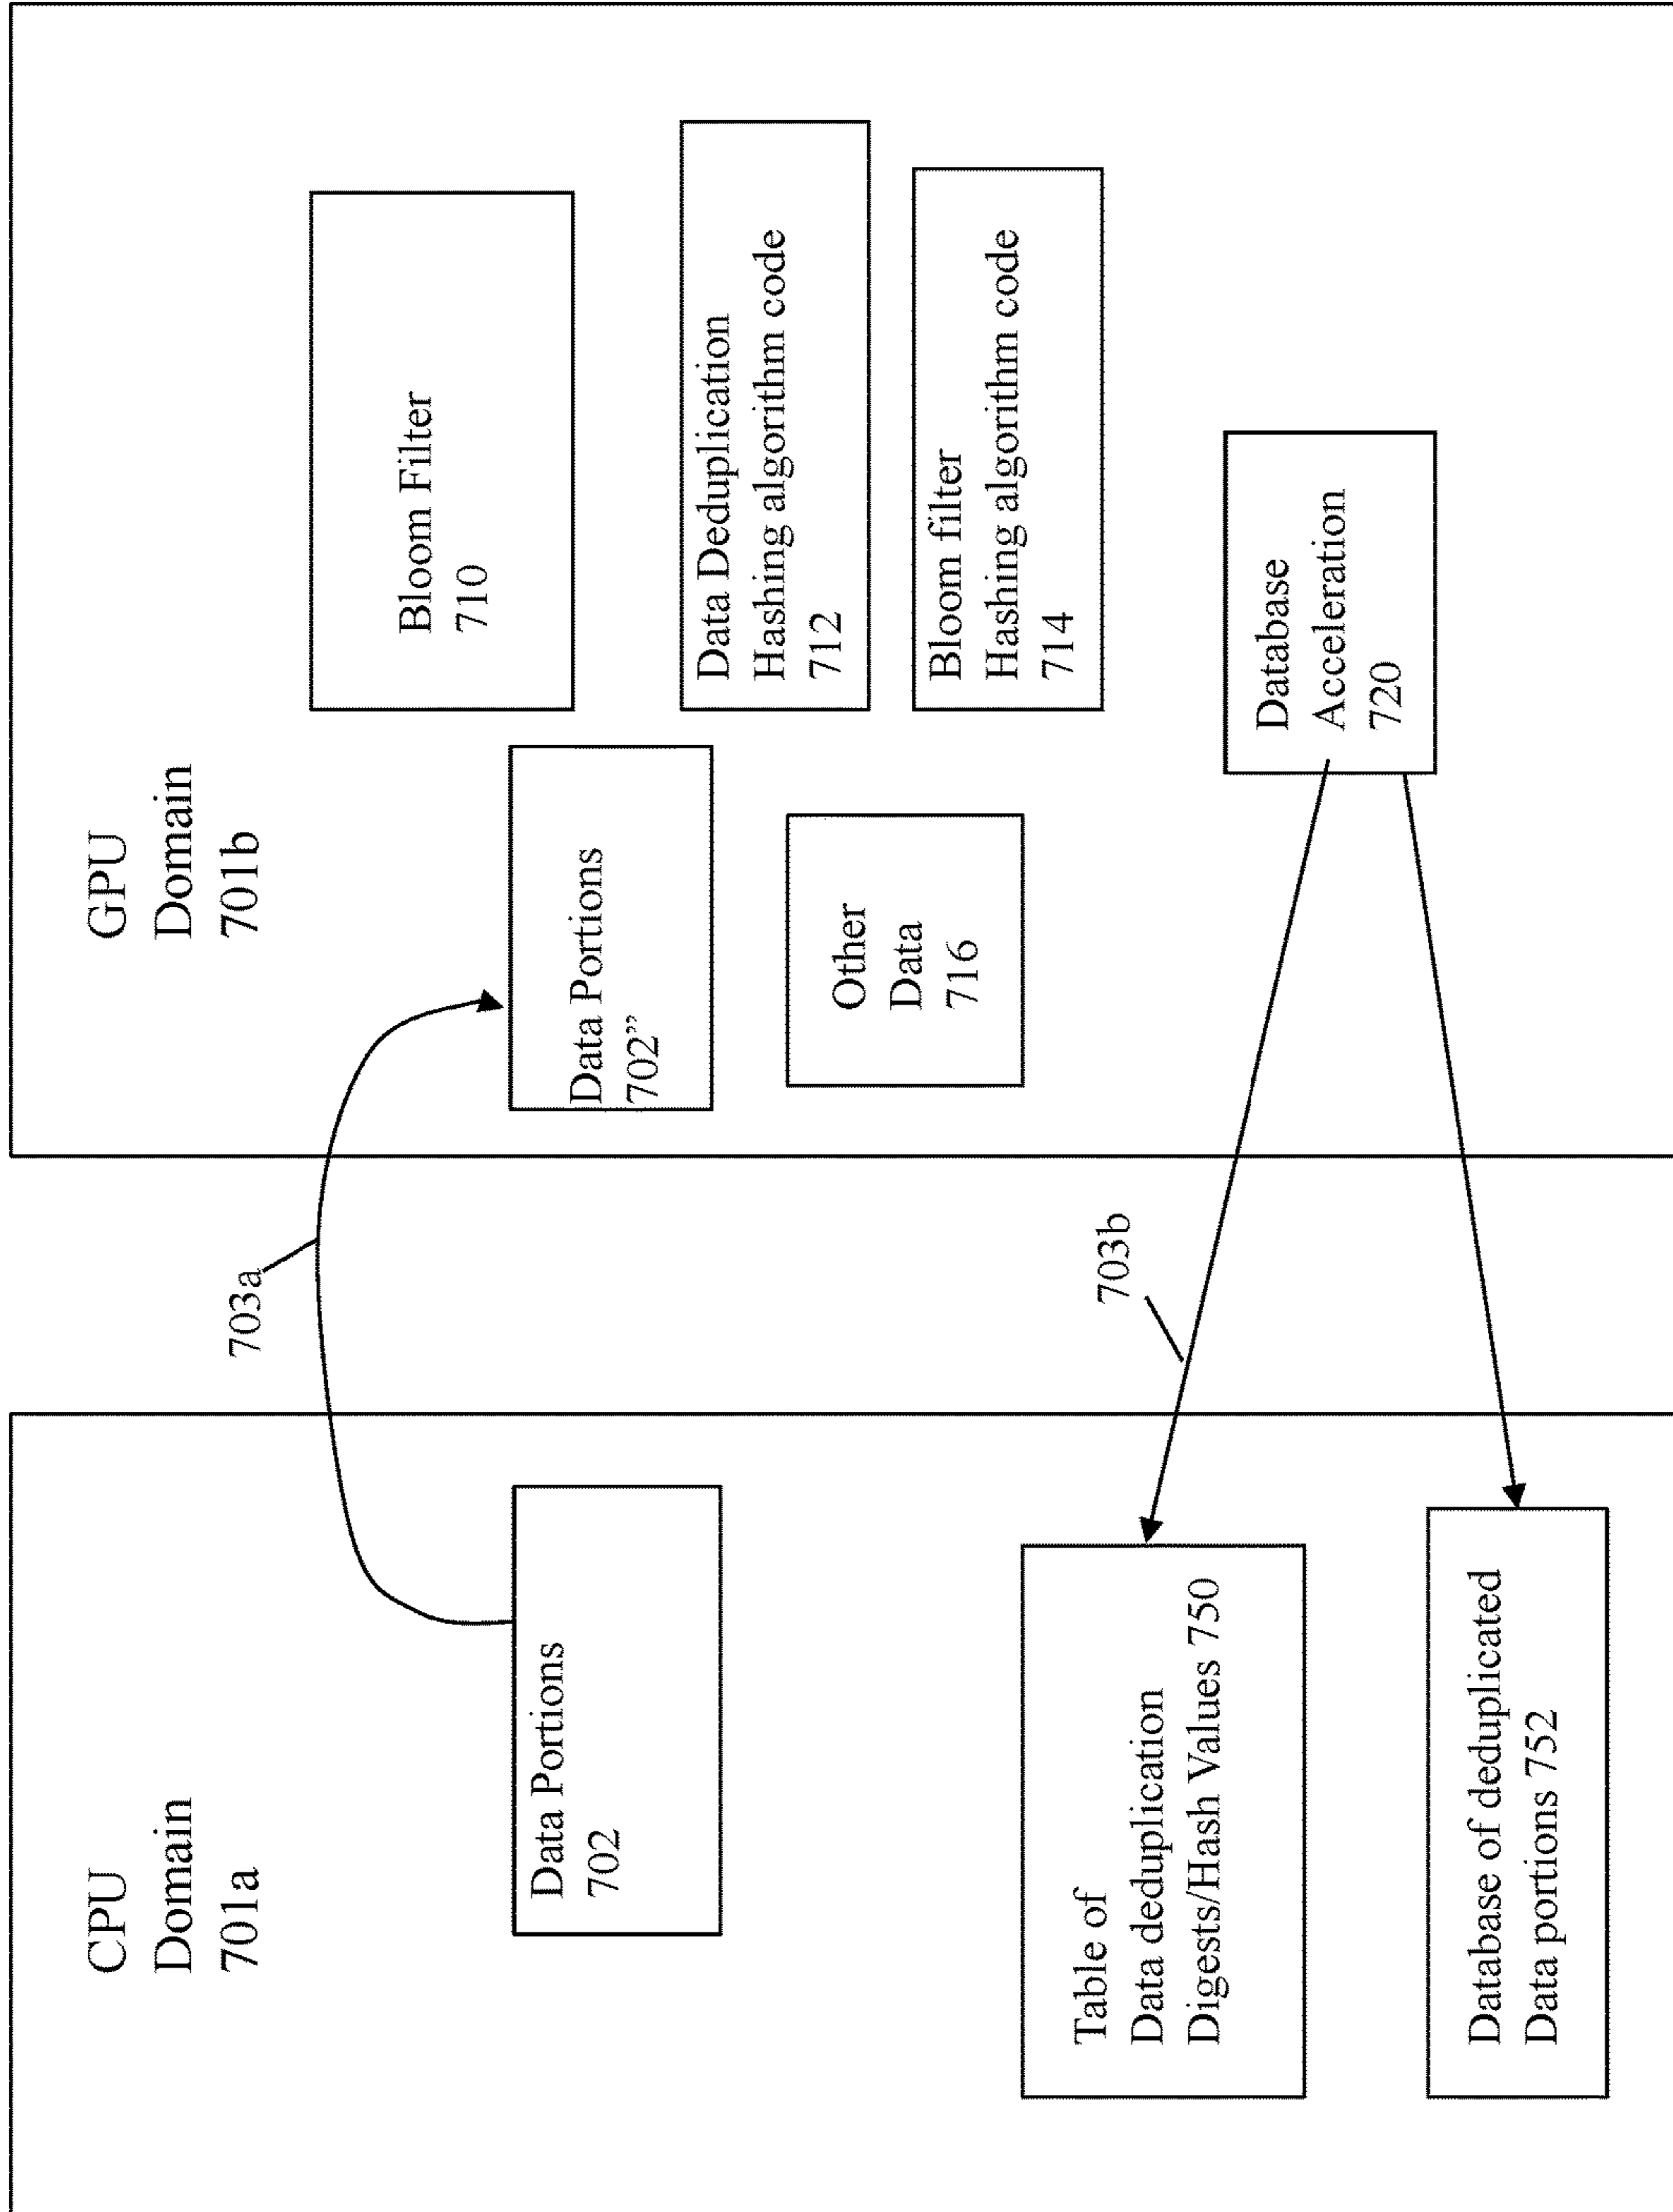 CPU
Domain
701a
Data Portions
702
Table of
Data deduplication
Digests/Hash Values 750
Database of deduplicated
Data portions 752
703a
703b
GPU
Domain
701b
Data Portions
702”
Other
Data
716
Bloom Filter
710
Data Deduplication
Hashing algorithm code
712
Bloom filter
Hashing algorithm code
714
Database
Acceleration
720